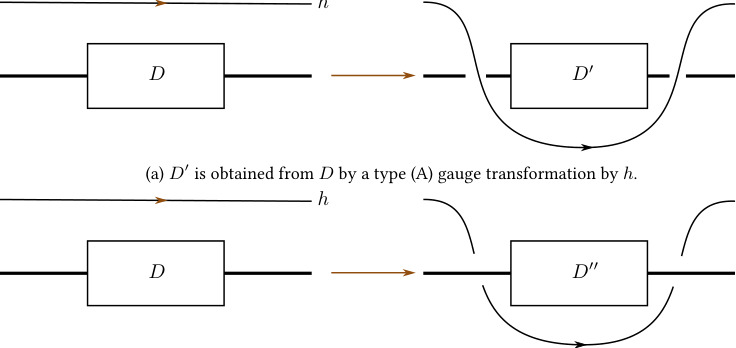 h
D
D′
(a) D′ is obtained from D by a type (A) gauge transformation by h.
h
D
D′′